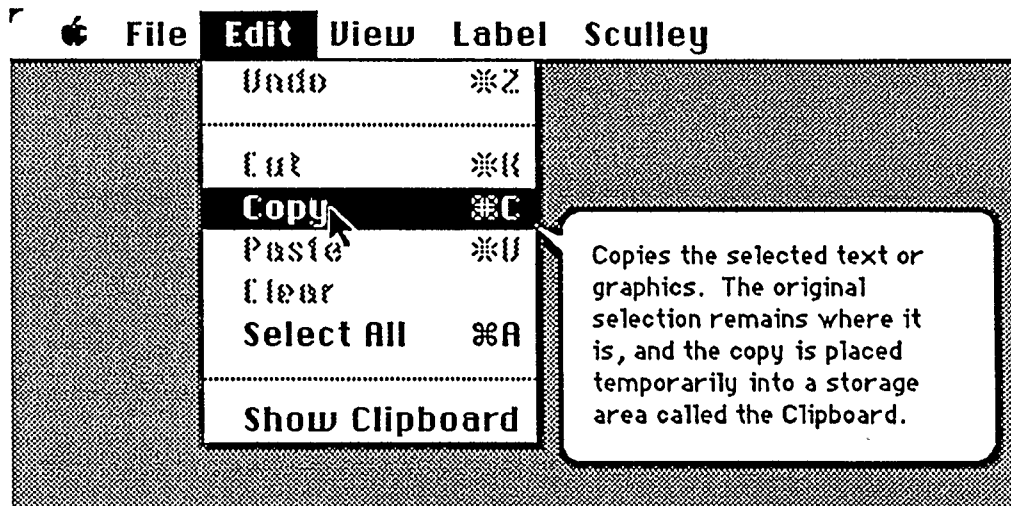 File Edit View Label Sculley
Undo ⌘Z
Cut ⌘X
Copy ⌘C
Paste ⌘V
Clear
Select All ⌘A
Show Clipboard
Copies the selected text or
graphics. The original
selection remains where it
is, and the copy is placed
temporarily into a storage
area called the Clipboard.